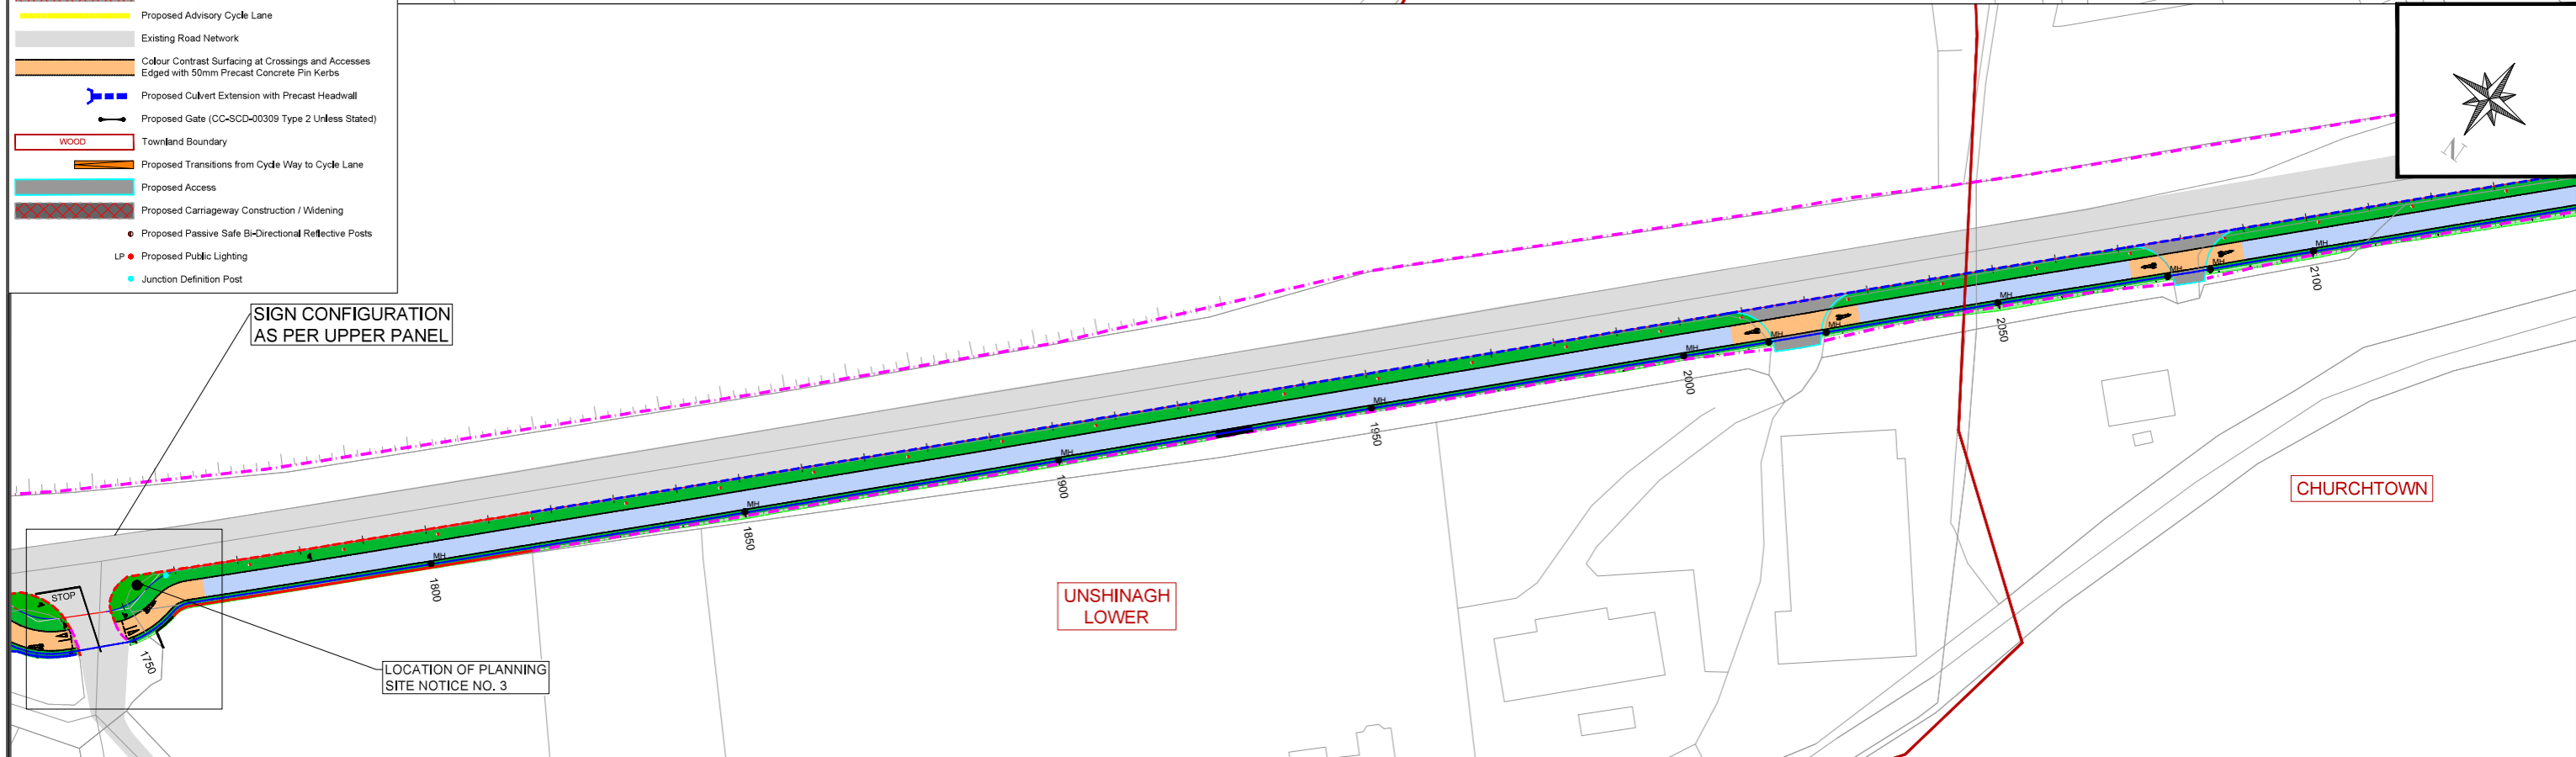 Proposed Advisory Cycle Lane
Existing Road Network
Colour Contrast Surfacing at Crossings and Accesses
Edged with 50mm Precast Concrete Pin Kerbs
Proposed Culvert Extension with Precast Headwall
Proposed Gate (CC-SCD-00309 Type 2 Unless Stated)
WOOD
Townland Boundary
Proposed Transitions from Cycle Way to Cycle Lane
Proposed Access
Proposed Carriageway Construction / Widening
Proposed Passive Safe Bi-Directional Reflective Posts
LP
Proposed Public Lighting
Junction Definition Post
SIGN CONFIGURATION
AS PER UPPER PANEL
N
STOP
1750
LOCATION OF PLANNING
SITE NOTICE NO. 3
MH
1800
MH
1850
MH
1900
MH
1950
MH
2000
MH
MH
MH
2050
MH
MH
MH
2100
UNSHINAGH
LOWER
CHURCHTOWN